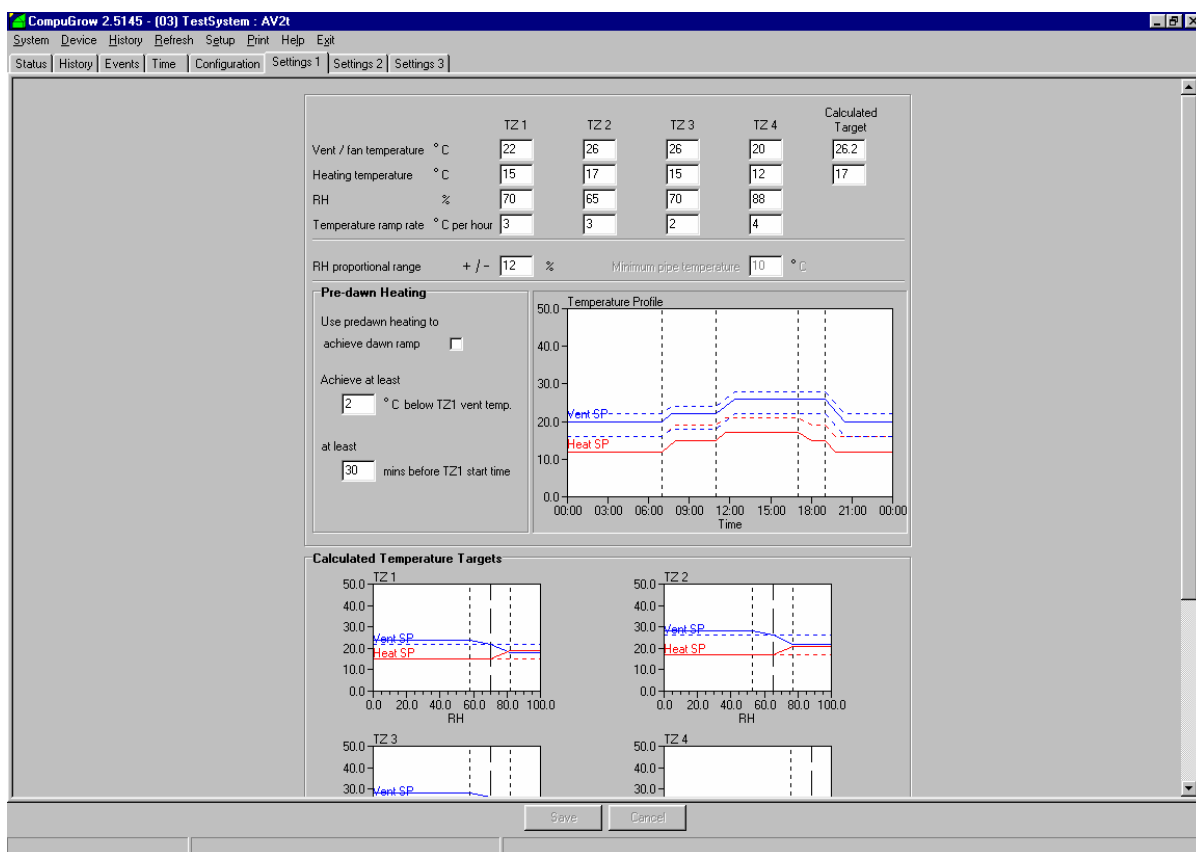 CompuGrow 2.5145 - (03) TestSystem : AV2t
System Device History Refresh Setup Print Help Exit
Status History Events Time Configuration Settings 1 Settings 2 Settings 3
TZ 1 TZ 2 TZ 3 TZ 4 Calculated Target
Vent / fan temperature ° C 22 26 26 20 26.2
Heating temperature ° C 15 17 15 12 17
RH % 70 65 70 88
Temperature ramp rate ° C per hour 3 3 2 4
RH proportional range + / - 12 % Minimum pipe temperature 10 ° C
Pre-dawn Heating
Use predawn heating to
achieve dawn ramp
Achieve at least
2 ° C below TZ1 vent temp.
at least
30 mins before TZ1 start time
Temperature Profile
50.0
40.0
30.0
20.0
10.0
0.0
Vent SP
Heat SP
00:00 03:00 06:00 09:00 12:00 15:00 18:00 21:00 00:00
Time
Calculated Temperature Targets
TZ 1
50.0
40.0
30.0
20.0
10.0
0.0
Vent SP
Heat SP
0.0 20.0 40.0 60.0 80.0 100.0
RH
TZ 2
50.0
40.0
30.0
20.0
10.0
0.0
Vent SP
Heat SP
0.0 20.0 40.0 60.0 80.0 100.0
RH
TZ 3
50.0
40.0
30.0
Vent SP
TZ 4
50.0
40.0
30.0
Save Cancel